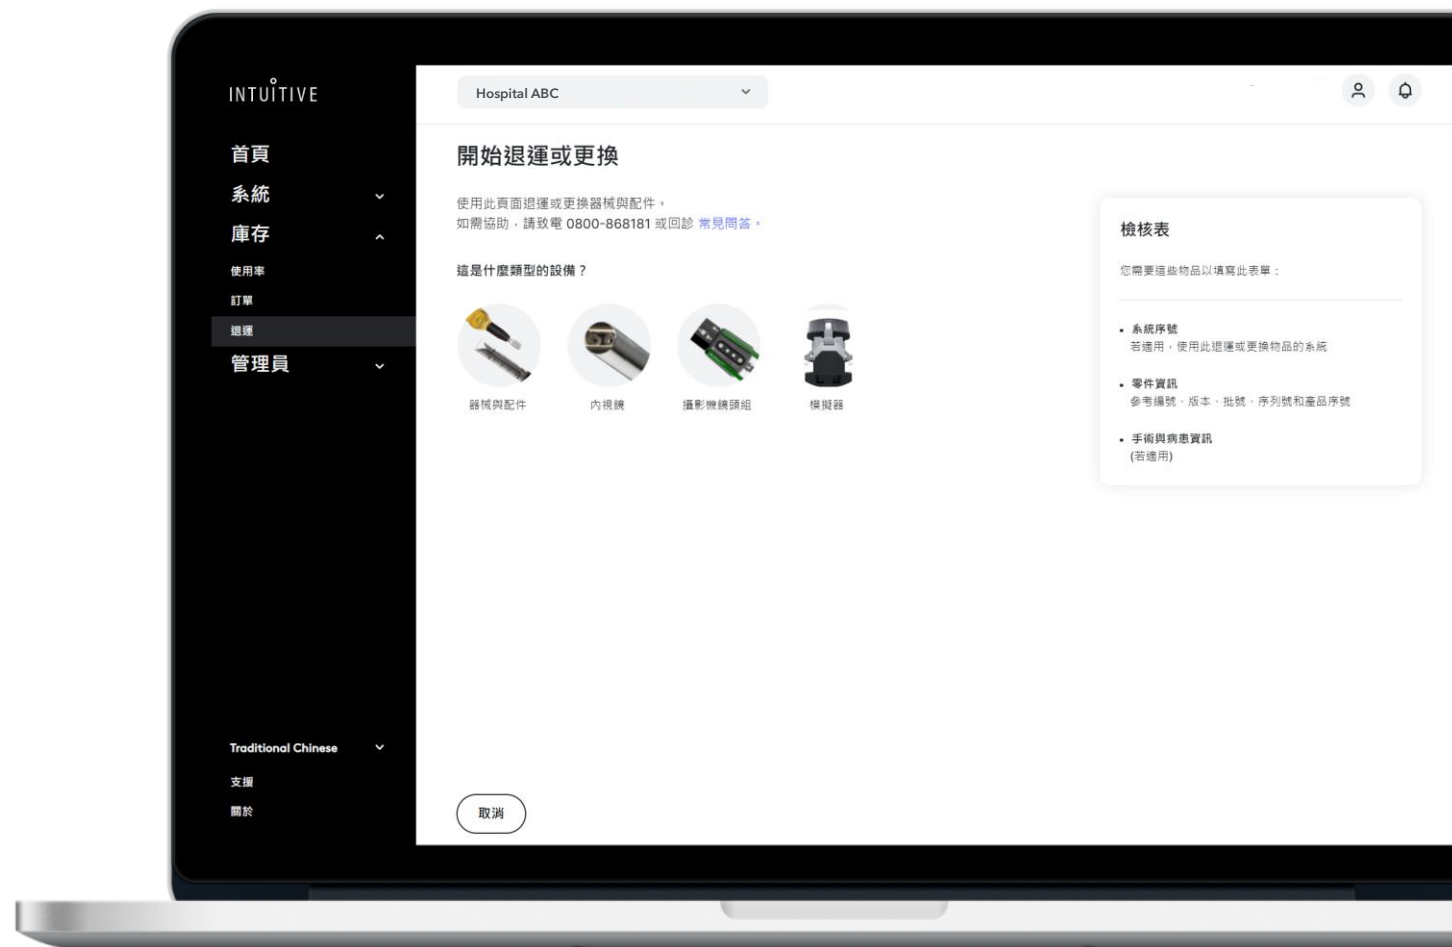 INTUITIVE
Hospital ABC
首頁
系統
庫存
使用率
訂單
退運
管理員
Traditional Chinese
支援
關於
開始退運或更換
使用此頁面退運或更換器械與配件。
如需協助，請致電 0800-868181 或回診 常見問答。
這是什麼類型的設備？
器械與配件
內視鏡
攝影機鏡頭組
模擬器
取消
檢核表
您需要這些物品以填寫此表單：
• 系統序號
若適用，使用此退運或更換物品的系統
• 零件資訊
參考編號、版本、批號、序列號和產品序號
• 手術與病患資訊
(若適用)